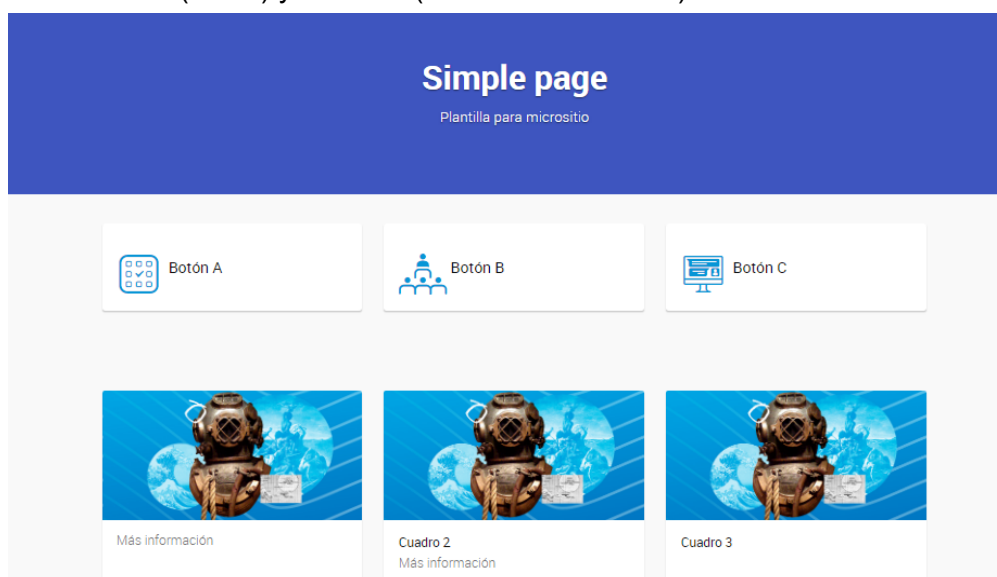 Simple page
Plantilla para micrositio
Botón A
Botón B
Botón C
Más información
Cuadro 2
Más información
Cuadro 3